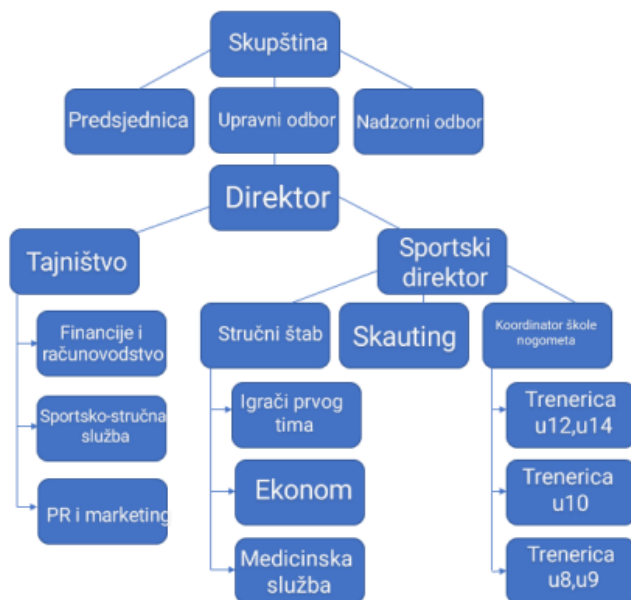 Skupština
Predsjednica
Upravni odbor
Nadzorni odbor
Direktor
Tajništvo
Sportski
direktor
Financije i
računovodstvo
Stručni štab
Skauting
Koordinator škole
nogometa
Sportsko-stručna
služba
Igrači prvog
tima
Trenerica
u12,u14
PR i marketing
Ekonom
Trenerica
u10
Medicinska
služba
Trenerica
u8,u9